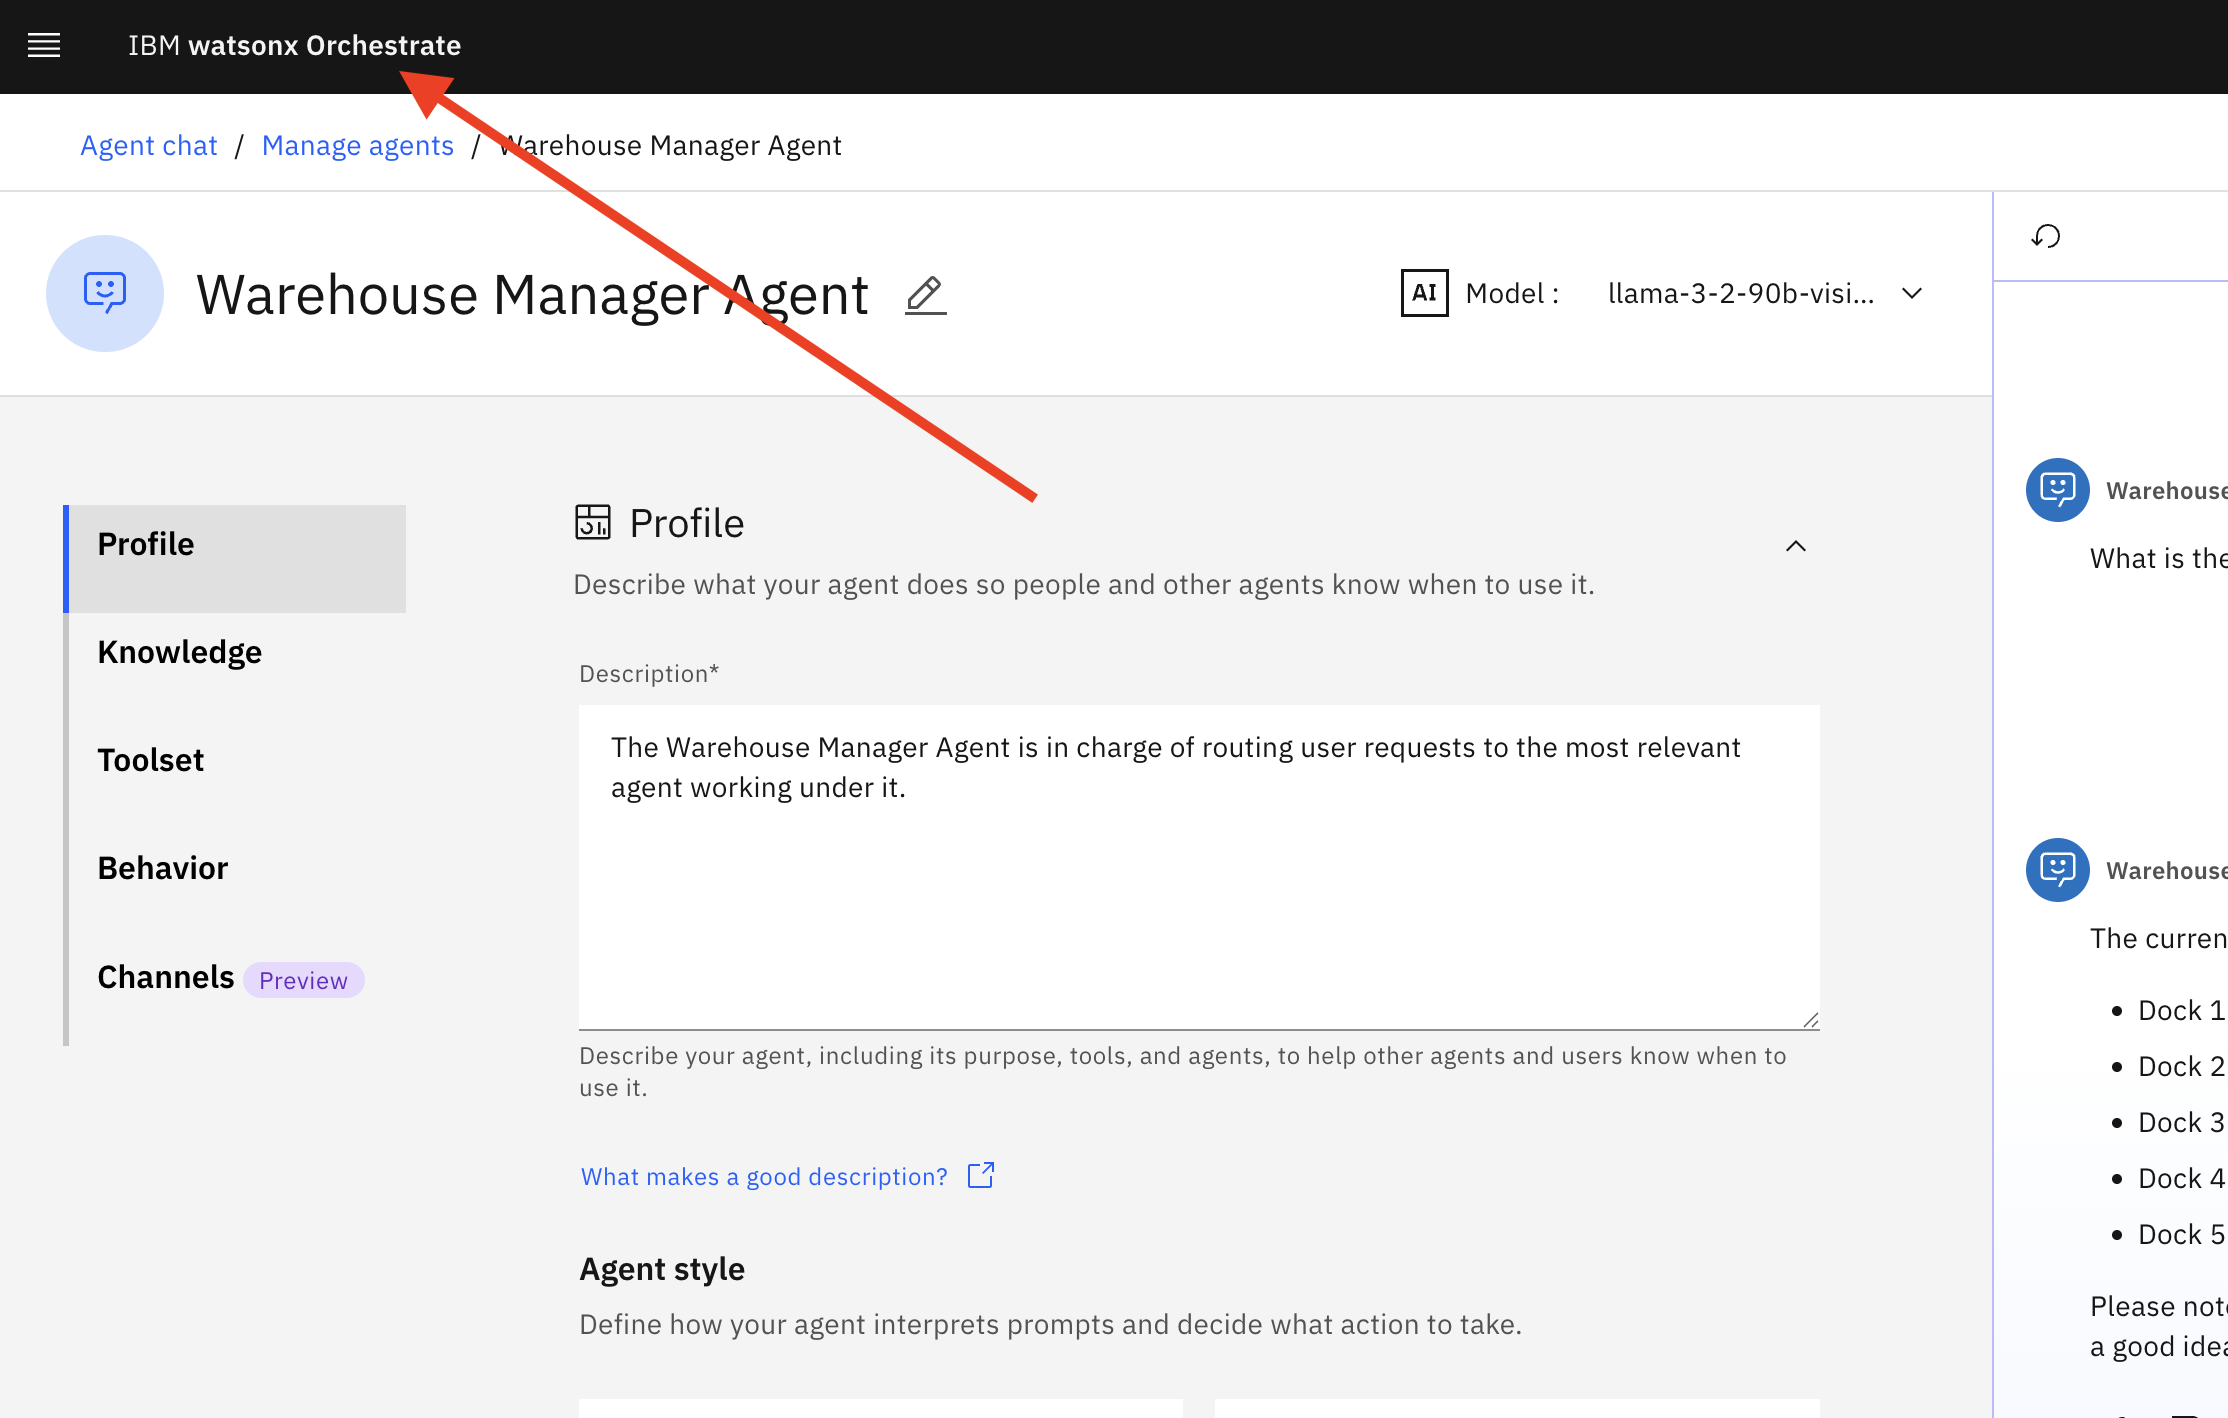 IBM watsonx Orchestrate
Agent chat / Manage agents / Warehouse Manager Agent
Warehouse Manager Agent
AI Model : llama-3-2-90b-visi...
Profile
Knowledge
Toolset
Behavior
Channels Preview
Profile
Describe what your agent does so people and other agents know when to use it.
Description*
The Warehouse Manager Agent is in charge of routing user requests to the most relevant
agent working under it.
Describe your agent, including its purpose, tools, and agents, to help other agents and users know when to
use it.
What makes a good description?
Agent style
Define how your agent interprets prompts and decide what action to take.
Warehouse
What is the
Warehouse
The curren
• Dock 1
• Dock 2
• Dock 3
• Dock 4
• Dock 5
Please note
a good idea